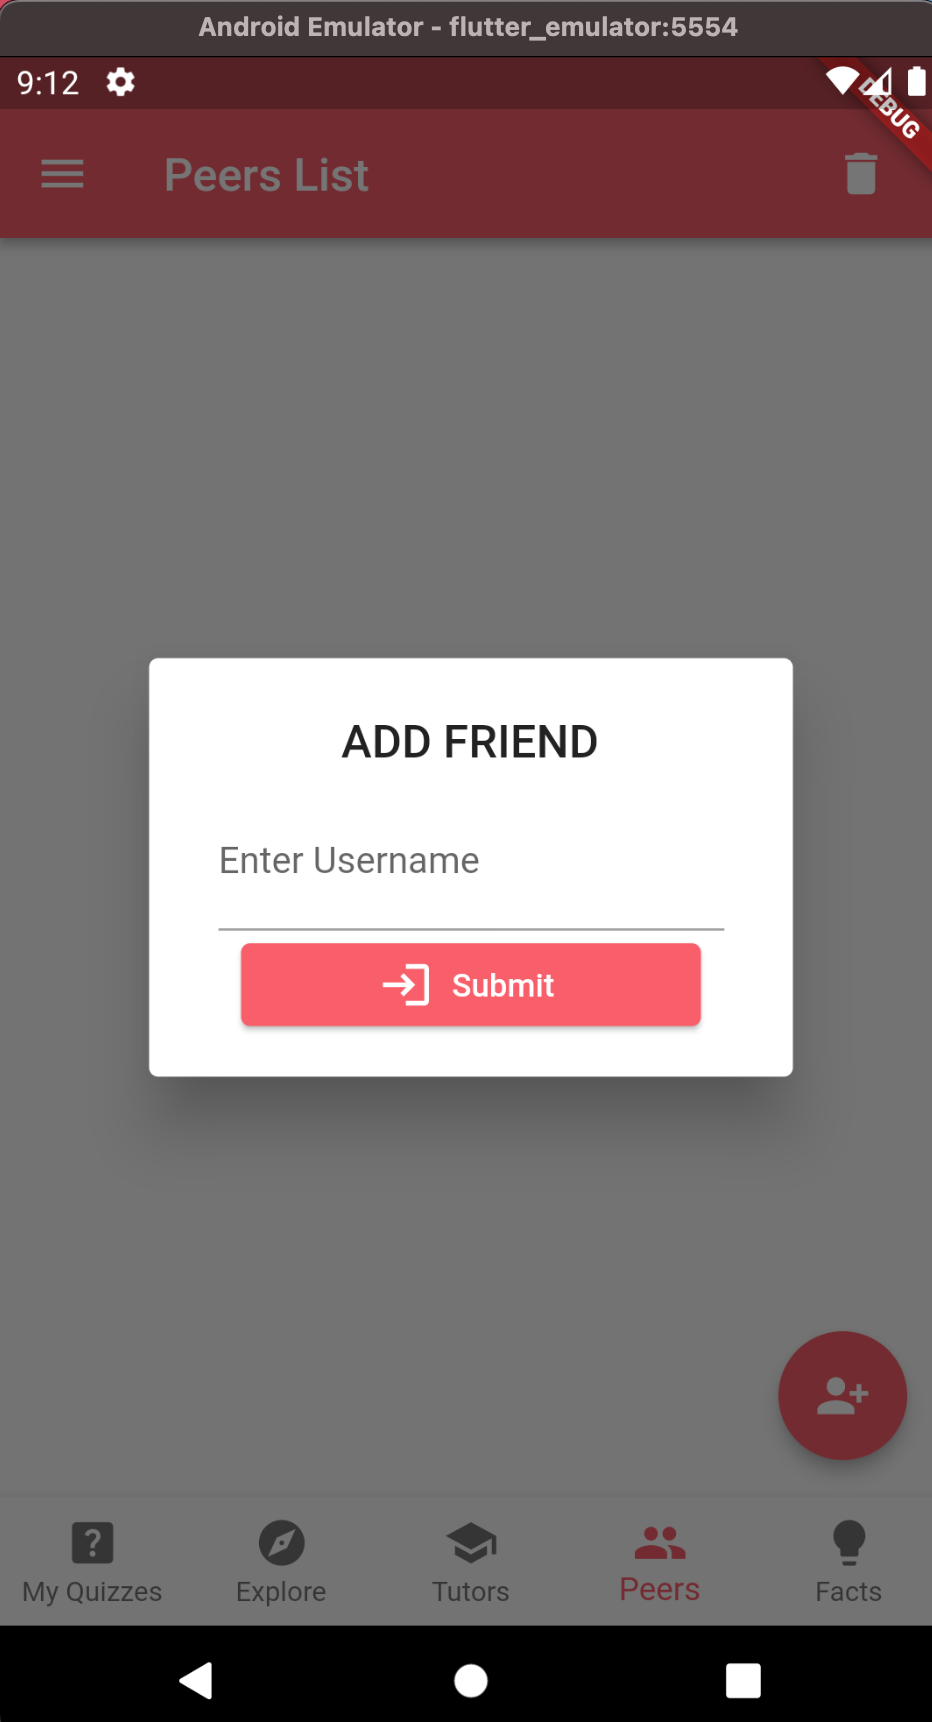 Android Emulator - flutter_emulator:5554
9:12
DEBUG
Peers List
ADD FRIEND
Enter Username
Submit
?
My Quizzes
Explore
Tutors
Peers
Facts